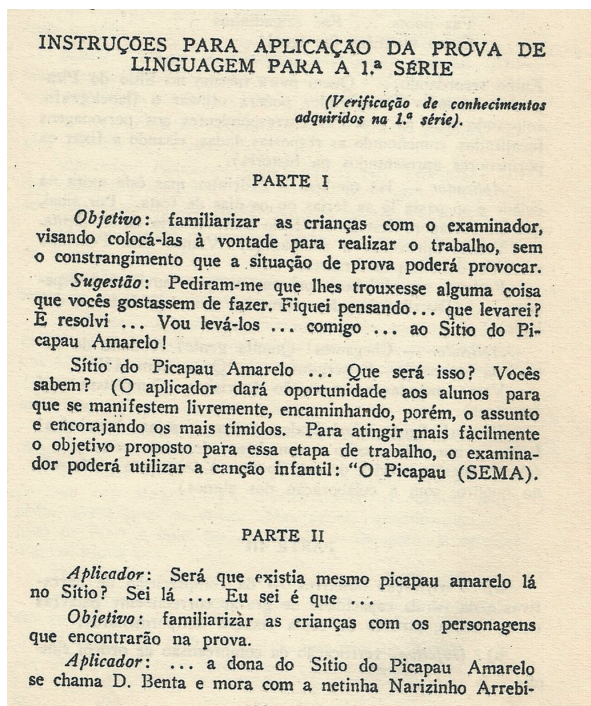 INSTRUÇÕES PARA APLICAÇÃO DA PROVA DE
LINGUAGEM PARA A 1.ª SÉRIE
(Verificação de conhecimentos
adquiridos na 1.ª série).
PARTE I
Objetivo: familiarizar as crianças com o examinador,
visando colocá-las à vontade para realizar o trabalho, sem
o constrangimento que a situação de prova poderá provocar.
Sugestão: Pediram-me que lhes trouxesse alguma coisa
que vocês gostassem de fazer. Fiquei pensando... que levarei?
E resolvi ... Vou levá-los ... comigo ... ao Sítio do Pi-
capau Amarelo!
Sítio do Picapau Amarelo ... Que será isso? Vocês
sabem? (O aplicador dará oportunidade aos alunos para
que se manifestem livremente, encaminhando, porém, o assunto
e encorajando os mais tímidos. Para atingir mais fàcilmente
o objetivo proposto para essa etapa de trabalho, o examina-
dor poderá utilizar a canção infantil: "O Picapau (SEMA).
PARTE II
Aplicador: Será que existia mesmo picapau amarelo lá
no Sítio? Sei lá ... Eu sei é que ...
Objetivo: familiarizàr as crianças com os personagens
que encontrarão na prova.
Aplicador: ... a dona do Sítio do Picapau Amarelo
se chama D. Benta e mora com a netinha Narizinho Arrebi-